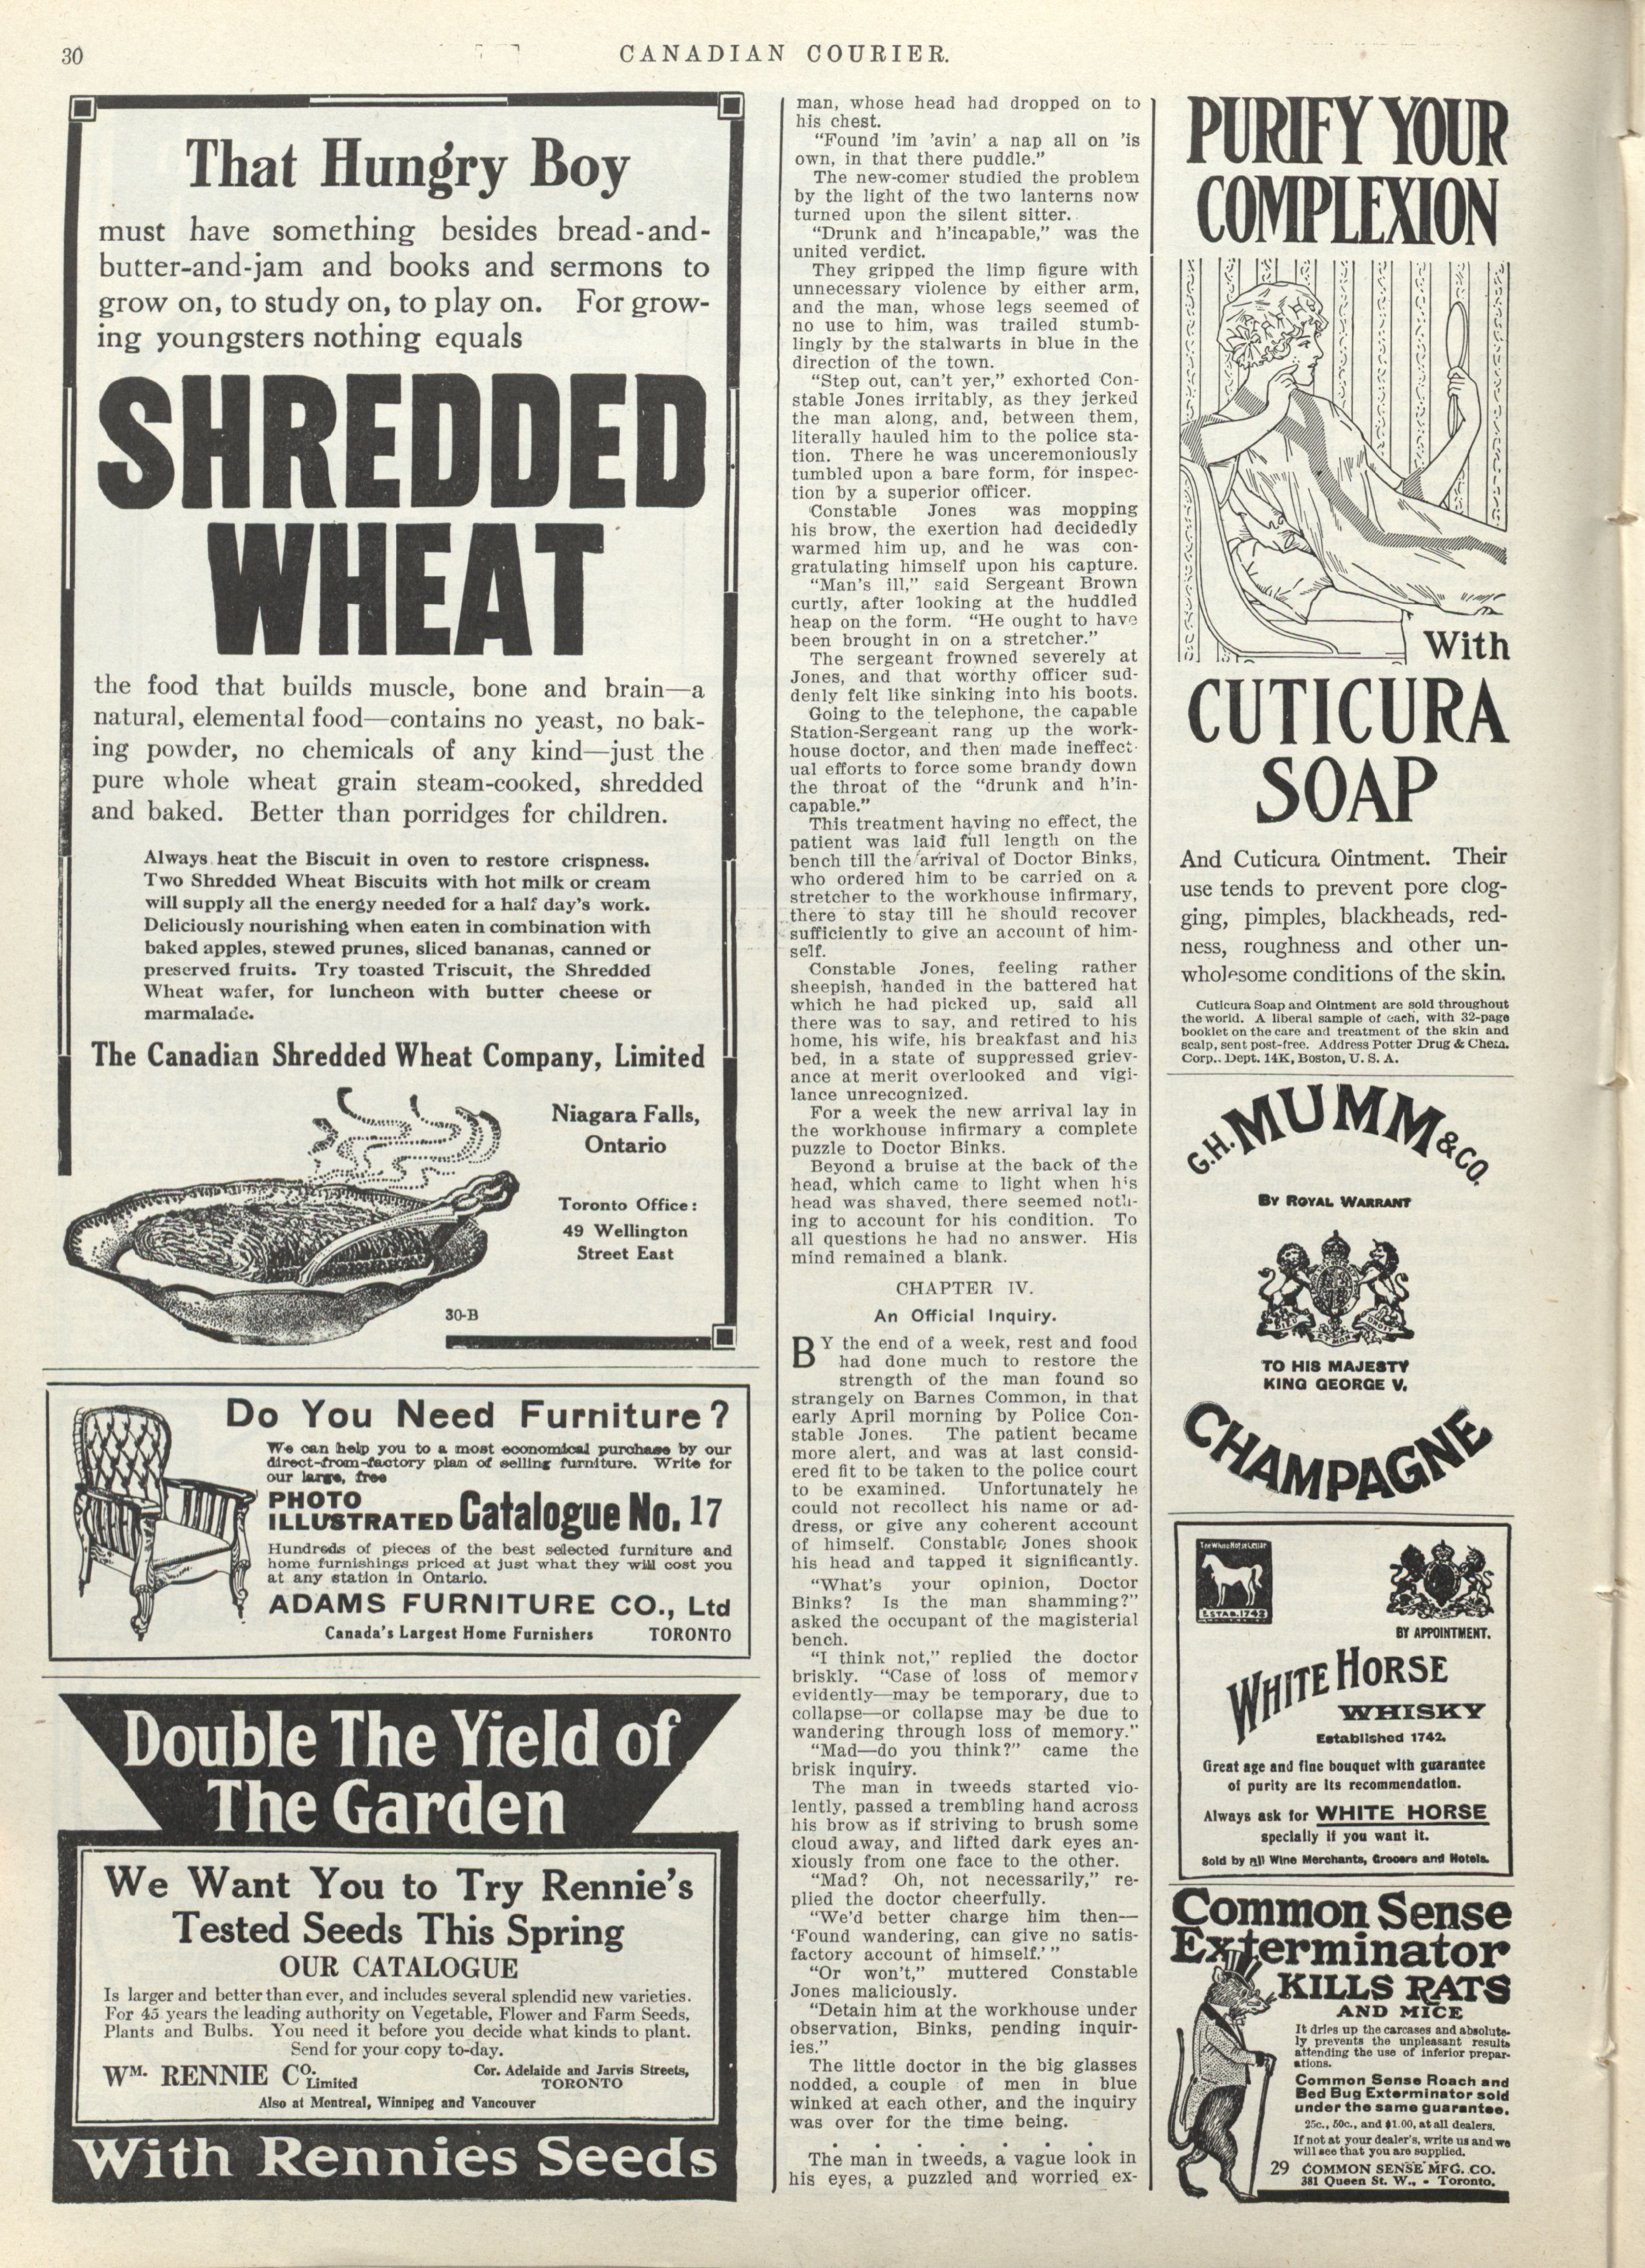 30
CANADIAN COURIER.
That Hungry Boy
must have something besides bread-and-
butter-and-jam and books and sermons to
grow on, to study on, to play on. For grow-
ing youngsters nothing equals
SHREDDED
WHEAT
the food that builds muscle, bone and brain—a
natural, elemental food—contains no yeast, no bak-
ing powder, no chemicals of any kind—just the
pure whole wheat grain steam-cooked, shredded
and baked. Better than porridges for children.
Always heat the Biscuit in oven to restore crispness.
Two Shredded Wheat Biscuits with hot milk or cream
will supply all the energy needed for a half day's work.
Deliciously nourishing when eaten in combination with
baked apples, stewed prunes, sliced bananas, canned or
preserved fruits. Try toasted Triscuit, the Shredded
Wheat wafer, for luncheon with butter cheese or
marmalade.
The Canadian Shredded Wheat Company, Limited
Niagara Falls,
Ontario
Toronto Office:
49 Wellington
Street East
30-B
Do You Need Furniture?
We can help you to a most economical purchase by our
direct-from-factory plan of selling furniture. Write for
our large, free
PHOTO
ILLUSTRATED Catalogue No. 17
Hundreds of pieces of the best selected furniture and
home furnishings priced at just what they will cost you
at any station in Ontario.
ADAMS FURNITURE CO., Ltd
Canada's Largest Home Furnishers TORONTO
Double The Yield of
The Garden
We Want You to Try Rennie's
Tested Seeds This Spring
OUR CATALOGUE
Is larger and better than ever, and includes several splendid new varieties.
For 45 years the leading authority on Vegetable, Flower and Farm Seeds,
Plants and Bulbs. You need it before you decide what kinds to plant.
Send for your copy to-day.
WM. RENNIE CO. Limited
Cor. Adelaide and Jarvis Streets,
TORONTO
Also at Montreal, Winnipeg and Vancouver
With Rennies Seeds
man, whose head had dropped on to
his chest.
"Found 'im 'avin' a nap all on 'is
own, in that there puddle."
The new-comer studied the problem
by the light of the two lanterns now
turned upon the silent sitter.
"Drunk and h'incapable," was the
united verdict.
They gripped the limp figure with
unnecessary violence by either arm,
and the man, whose legs seemed of
no use to him, was trailed stumb-
lingly by the stalwarts in blue in the
direction of the town.
"Step out, can't yer," exhorted Con-
stable Jones irritably, as they jerked
the man along, and, between them,
literally hauled him to the police sta-
tion. There he was unceremoniously
tumbled upon a bare form, for inspec-
tion by a superior officer.
Constable Jones was mopping
his brow, the exertion had decidedly
warmed him up, and he was con-
gratulating himself upon his capture.
"Man's ill," said Sergeant Brown
curtly, after looking at the huddled
heap on the form. "He ought to have
been brought in on a stretcher."
The sergeant frowned severely at
Jones, and that worthy officer sud-
denly felt like sinking into his boots.
Going to the telephone, the capable
Station-Sergeant rang up the work-
house doctor, and then made ineffect-
ual efforts to force some brandy down
the throat of the "drunk and h'in-
capable."
This treatment having no effect, the
patient was laid full length on the
bench till the arrival of Doctor Binks,
who ordered him to be carried on a
stretcher to the workhouse infirmary,
there to stay till he should recover
sufficiently to give an account of him-
self.
Constable Jones, feeling rather
sheepish, handed in the battered hat
which he had picked up, said all
there was to say, and retired to his
home, his wife, his breakfast and his
bed, in a state of suppressed griev-
ance at merit overlooked and vigi-
lance unrecognized.
For a week the new arrival lay in
the workhouse infirmary a complete
puzzle to Doctor Binks.
Beyond a bruise at the back of the
head, which came to light when his
head was shaved, there seemed noth-
ing to account for his condition. To
all questions he had no answer. His
mind remained a blank.
CHAPTER IV.
An Official Inquiry.
BY the end of a week, rest and food
had done much to restore the
strength of the man found so
strangely on Barnes Common, in that
early April morning by Police Con-
stable Jones. The patient became
more alert, and was at last consid-
ered fit to be taken to the police court
to be examined. Unfortunately he
could not recollect his name or ad-
dress, or give any coherent account
of himself. Constable Jones shook
his head and tapped it significantly.
"What's your opinion, Doctor
Binks? Is the man shamming?"
asked the occupant of the magisterial
bench.
"I think not," replied the doctor
briskly. "Case of loss of memory
evidently—may be temporary, due to
collapse—or collapse may be due to
wandering through loss of memory."
"Mad—do you think?" came the
brisk inquiry.
The man in tweeds started vio-
lently, passed a trembling hand across
his brow as if striving to brush some
cloud away, and lifted dark eyes an-
xiously from one face to the other.
"Mad? Oh, not necessarily," re-
plied the doctor cheerfully.
"We'd better charge him then—
'Found wandering, can give no satis-
factory account of himself.'"
"Or won't," muttered Constable
Jones maliciously.
"Detain him at the workhouse under
observation, Binks, pending inquir-
ies."
The little doctor in the big glasses
nodded, a couple of men in blue
winked at each other, and the inquiry
was over for the time being.
The man in tweeds, a vague look in
his eyes, a puzzled and worried ex-
PURIFY YOUR
COMPLEXION
With
CUTICURA
SOAP
And Cuticura Ointment. Their
use tends to prevent pore clog-
ging, pimples, blackheads, red-
ness, roughness and other un-
wholesome conditions of the skin.
Cuticura Soap and Ointment are sold throughout
the world. A liberal sample of each, with 32-page
booklet on the care and treatment of the skin and
scalp, sent post-free. Address Potter Drug & Chem.
Corp., Dept. 14K, Boston, U. S. A.
G.H. MUMM & CO.
BY ROYAL WARRANT
TO HIS MAJESTY
KING GEORGE V.
CHAMPAGNE
The White Horse Cellar
ESTAB. 1742
BY APPOINTMENT.
WHITE HORSE
WHISKY
Established 1742.
Great age and fine bouquet with guarantee
of purity are its recommendation.
Always ask for WHITE HORSE
specially if you want it.
Sold by all Wine Merchants, Grocers and Hotels.
Common Sense
Exterminator
KILLS RATS
AND MICE
It dries up the carcases and absolute-
ly prevents the unpleasant results
attending the use of inferior prepar-
ations.
Common Sense Roach and
Bed Bug Exterminator sold
under the same guarantee.
25c., 50c., and $1.00, at all dealers.
If not at your dealer's, write us and we
will see that you are supplied.
29 COMMON SENSE MFG. CO.
381 Queen St. W., - Toronto.